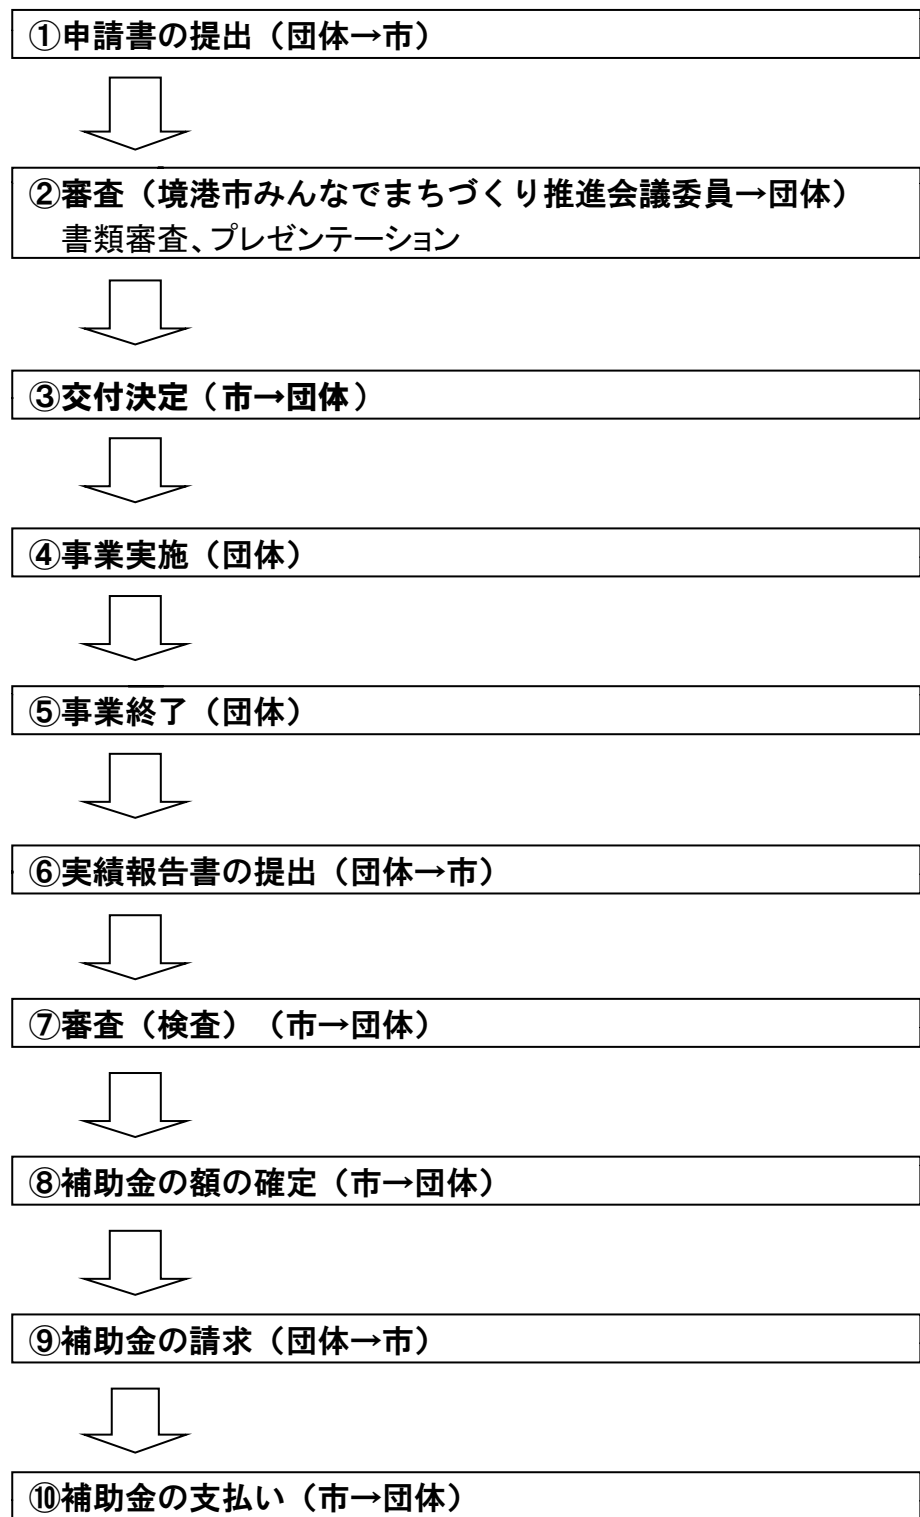 ①申請書の提出（団体→市）
②審査（境港市みんなでまちづくり推進会議委員→団体）
書類審査、プレゼンテーション
③交付決定（市→団体）
④事業実施（団体）
⑤事業終了（団体）
⑥実績報告書の提出（団体→市）
⑦審査（検査）（市→団体）
⑧補助金の額の確定（市→団体）
⑨補助金の請求（団体→市）
⑩補助金の支払い（市→団体）